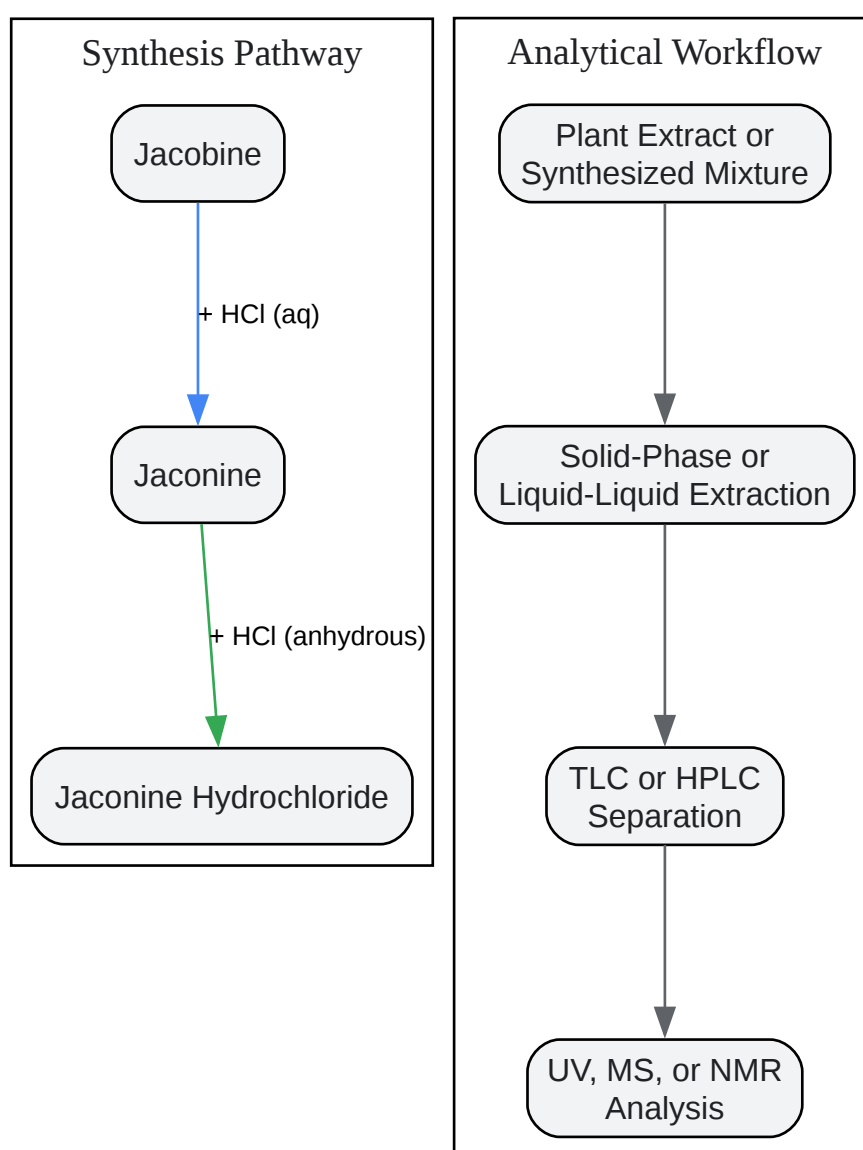 Synthesis Pathway
Jacobine
+ HCl (aq)
Jaconine
+ HCl (anhydrous)
Jaconine Hydrochloride
Analytical Workflow
Plant Extract or
Synthesized Mixture
Solid-Phase or
Liquid-Liquid Extraction
TLC or HPLC
Separation
UV, MS, or NMR
Analysis